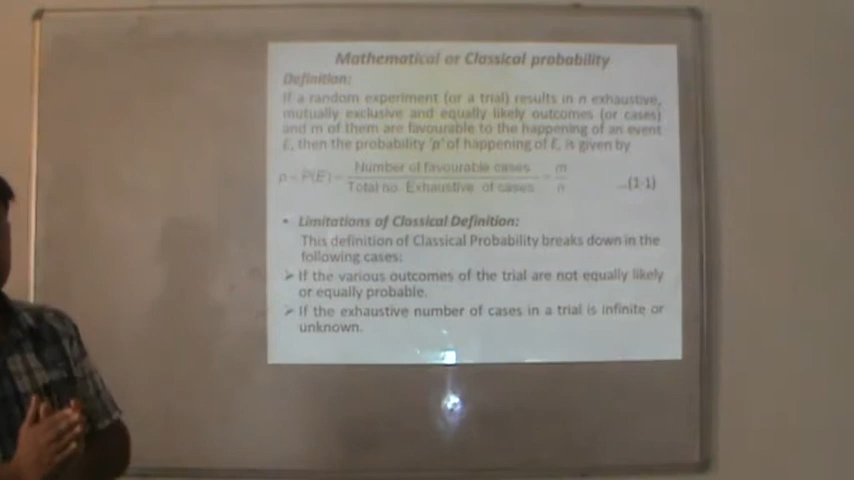 Mathematical or Classical probability
Definition:
If a random experiment (or a trial) results in n exhaustive,
mutually exclusive and equally likely outcomes (or cases)
and m of them are favourable to the happening of an event
E, then the probability 'p' of happening of E, is given by
p = P(E) = Number of favourable cases / Total no. Exhaustive of cases = m / n ...(1·1)
• Limitations of Classical Definition:
This definition of Classical Probability breaks down in the
following cases:
➢ If the various outcomes of the trial are not equally likely
or equally probable.
➢ If the exhaustive number of cases in a trial is infinite or
unknown.